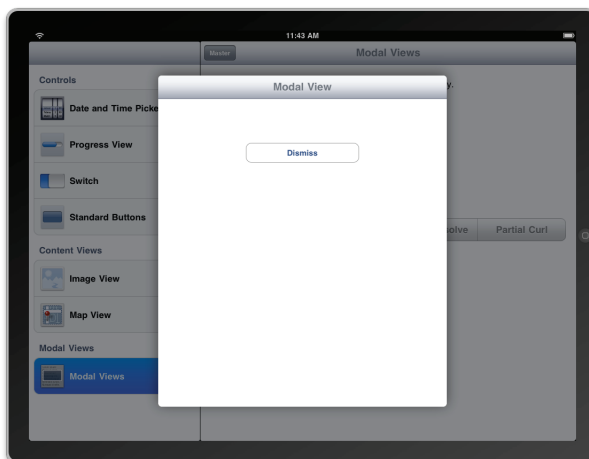 11:43 AM
Master
Modal Views
Controls
Modal View
y.
Date and Time Picke
Dismiss
Progress View
Switch
Standard Buttons
olve
Partial Curl
Content Views
Image View
Map View
Modal Views
Modal Views